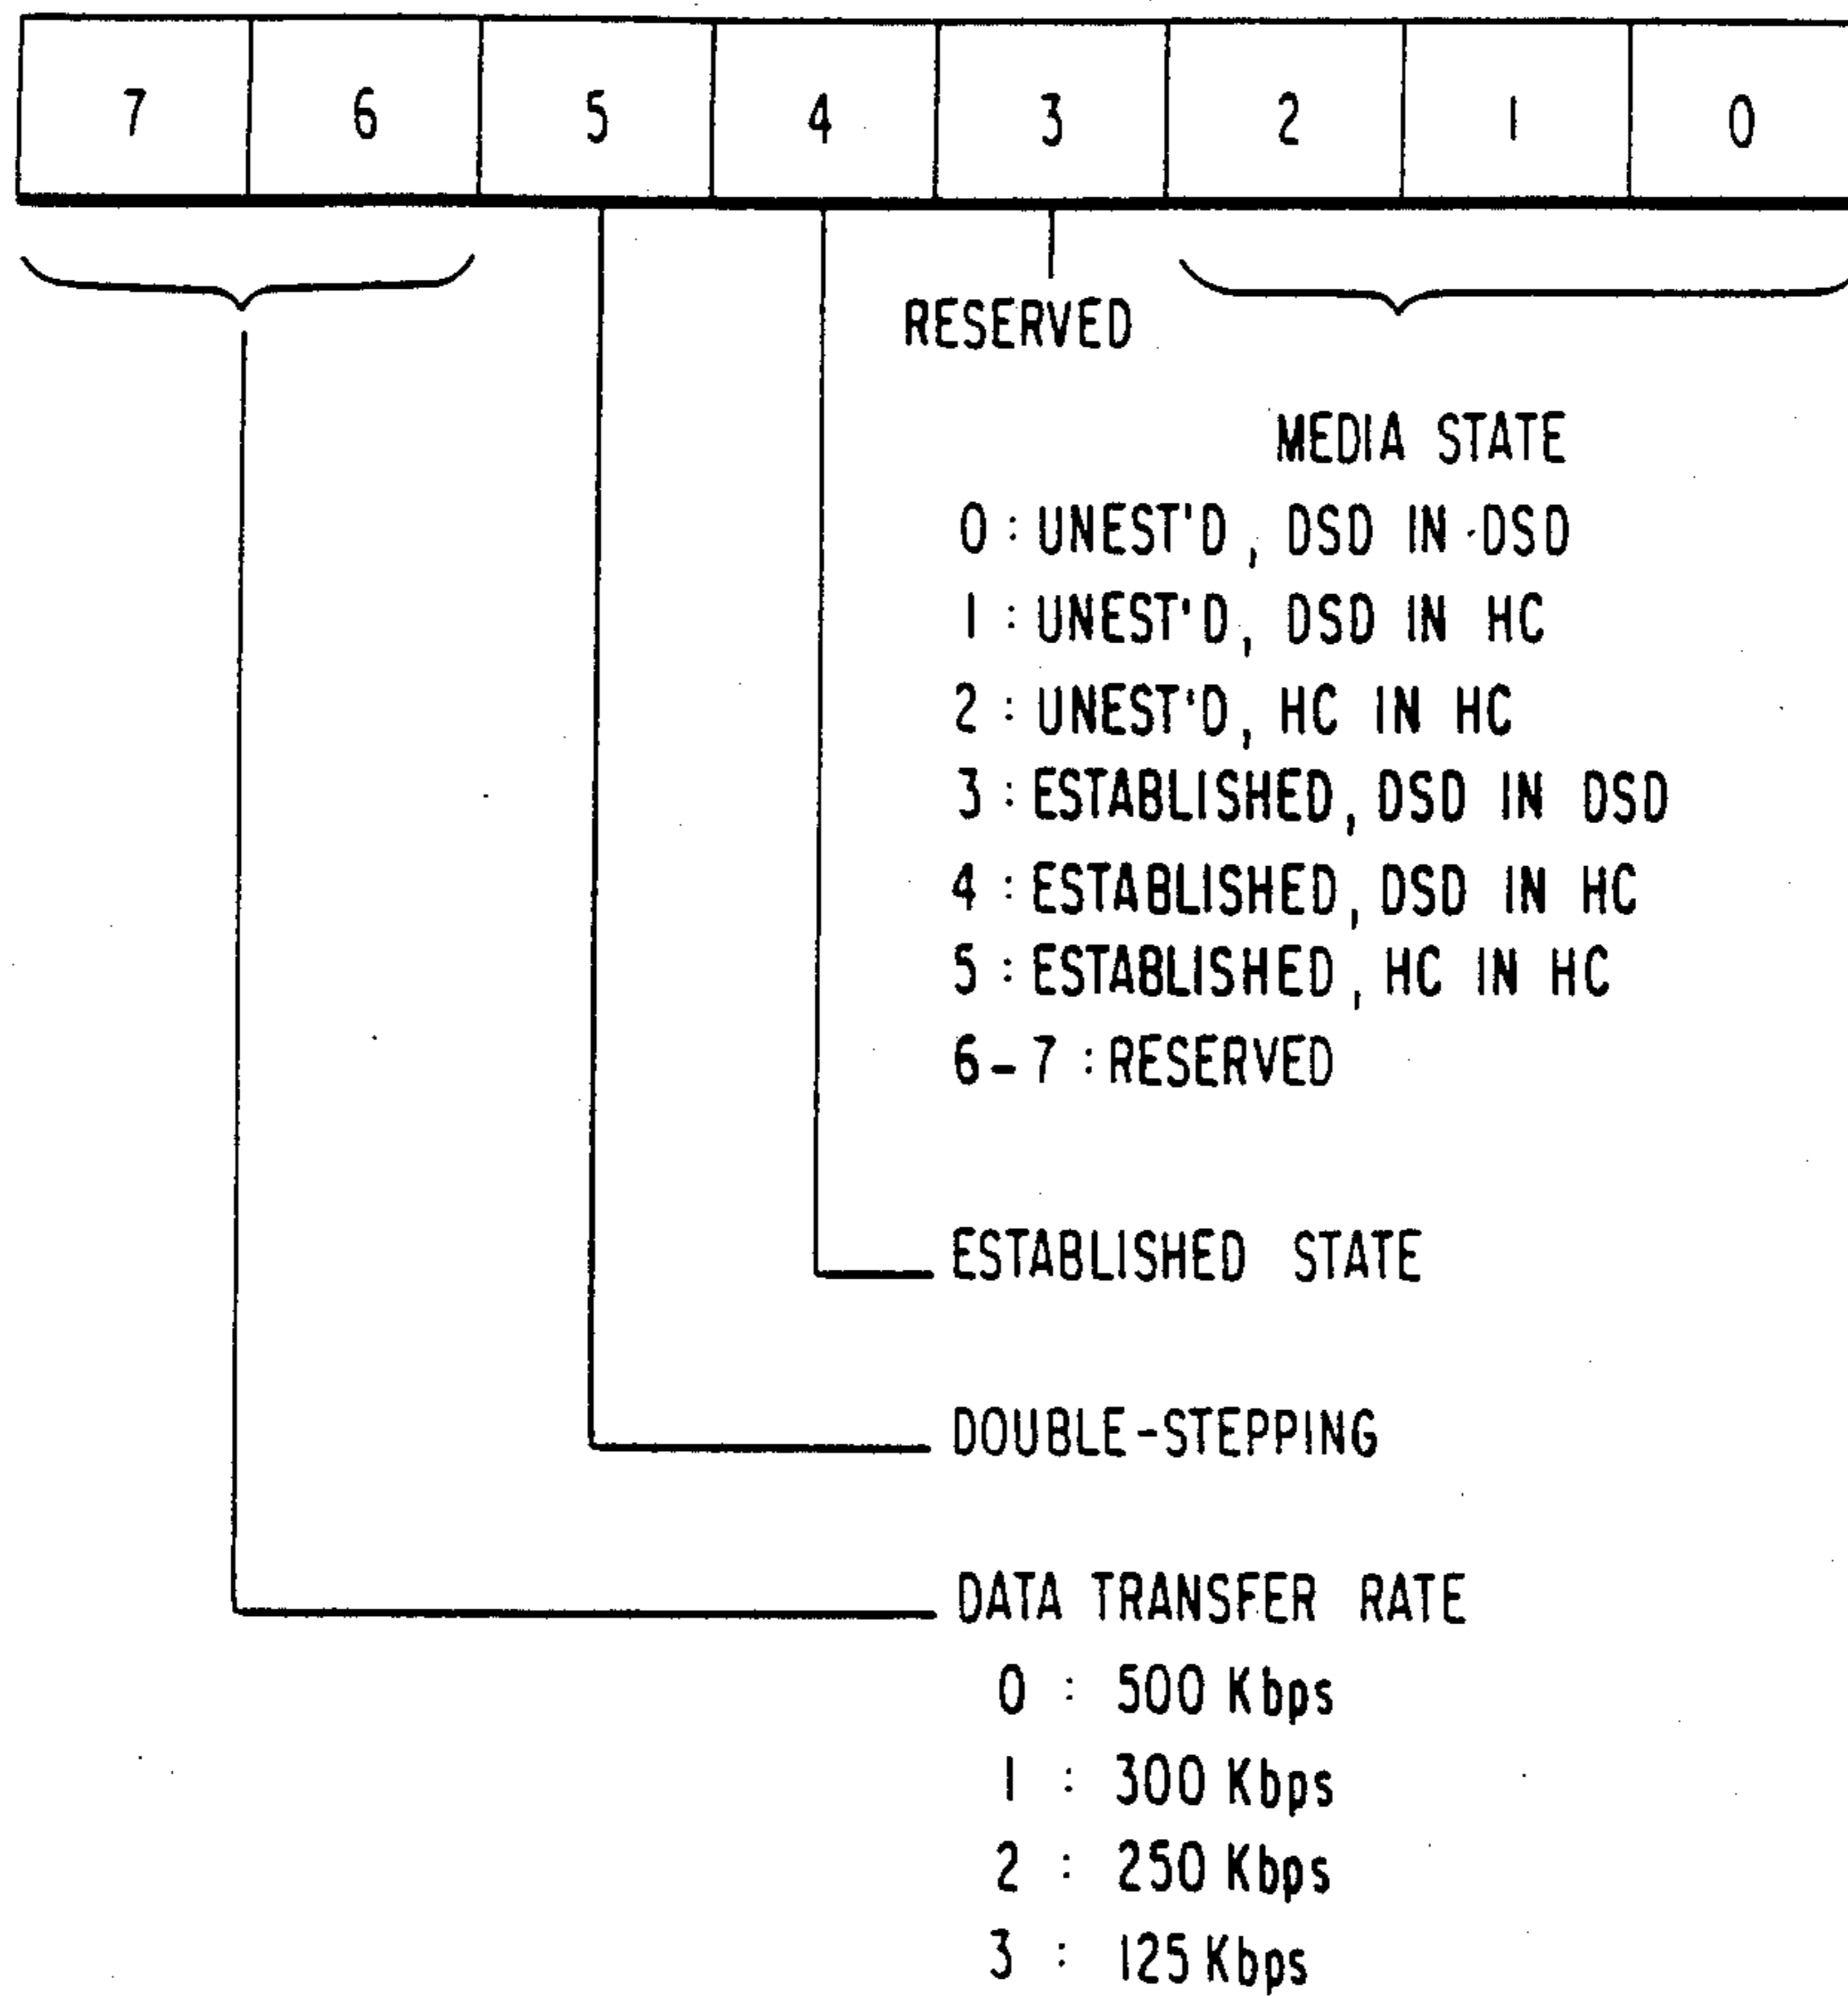 7 6 5 4 3 2 1 0
RESERVED
MEDIA STATE
0 : UNEST'D, DSD IN DSD
1 : UNEST'D, DSD IN HC
2 : UNEST'D, HC IN HC
3 : ESTABLISHED, DSD IN DSD
4 : ESTABLISHED, DSD IN HC
5 : ESTABLISHED, HC IN HC
6-7 : RESERVED
ESTABLISHED STATE
DOUBLE-STEPPING
DATA TRANSFER RATE
0 : 500 Kbps
1 : 300 Kbps
2 : 250 Kbps
3 : 125 Kbps